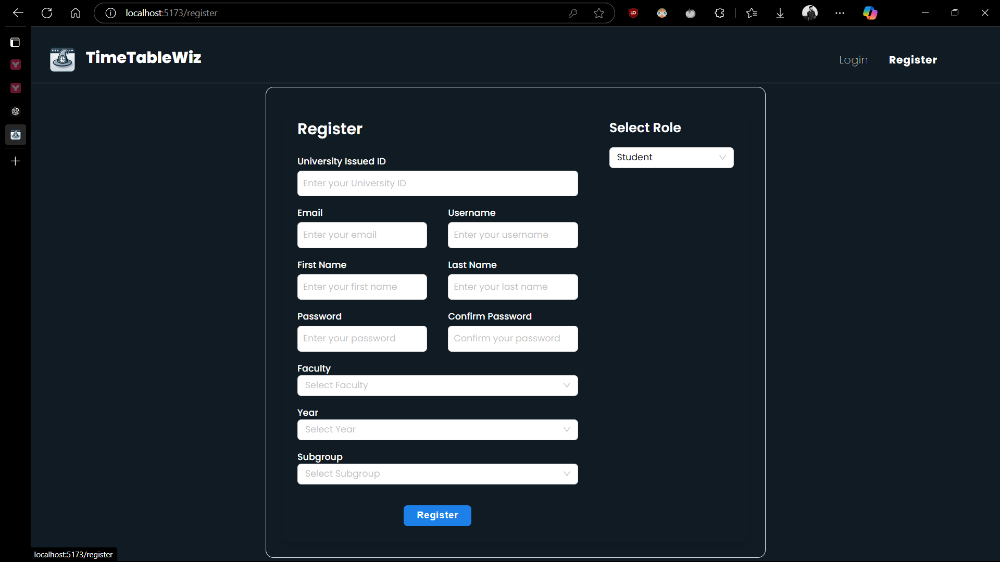 localhost:5173/register
TimeTableWiz
Login
Register
Register
Select Role
Student
University Issued ID
Enter your University ID
Email
Username
Enter your email
Enter your username
First Name
Last Name
Enter your first name
Enter your last name
Password
Confirm Password
Enter your password
Confirm your password
Faculty
Select Faculty
Year
Select Year
Subgroup
Select Subgroup
Register
localhost:5173/register